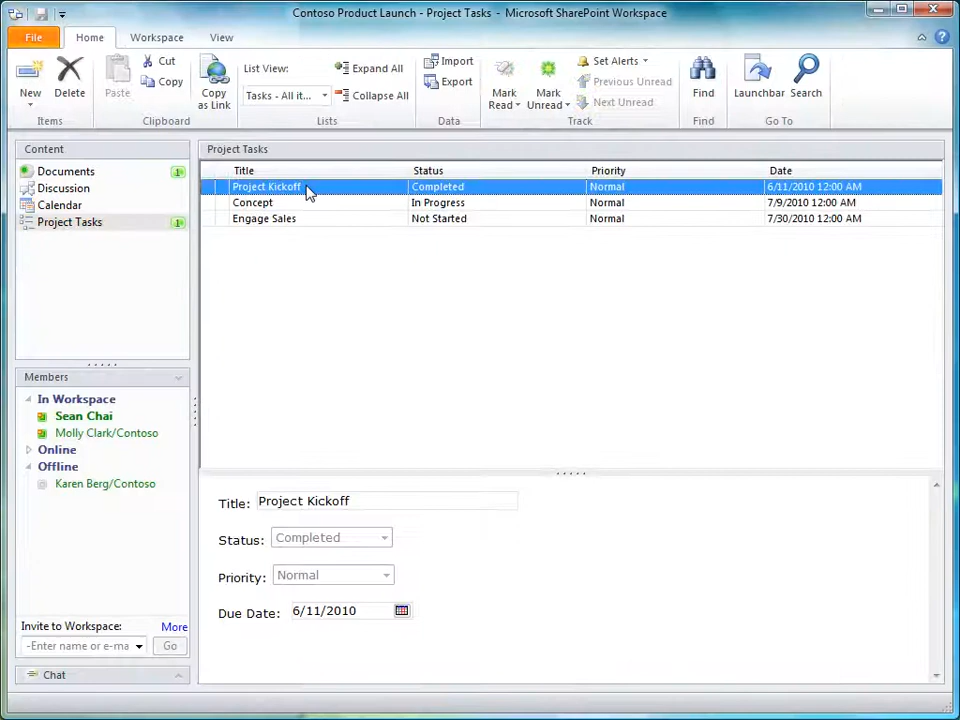 Contoso Product Launch - Project Tasks - Microsoft SharePoint Workspace
File Home Workspace View
New
Delete
Items
Paste
Cut
Copy
Copy as Link
Clipboard
List View:
Tasks - All it...
Expand All
Collapse All
Lists
Import
Export
Data
Mark Read
Mark Unread
Set Alerts
Previous Unread
Next Unread
Track
Find
Find
Launchbar
Search
Go To
Content
Documents 1
Discussion
Calendar
Project Tasks 1
Members
In Workspace
Sean Chai
Molly Clark/Contoso
Online
Offline
Karen Berg/Contoso
Invite to Workspace: More
-Enter name or e-ma Go
Chat
Project Tasks
Title Status Priority Date
Project Kickoff Completed Normal 6/11/2010 12:00 AM
Concept In Progress Normal 7/9/2010 12:00 AM
Engage Sales Not Started Normal 7/30/2010 12:00 AM
Title: Project Kickoff
Status: Completed
Priority: Normal
Due Date: 6/11/2010